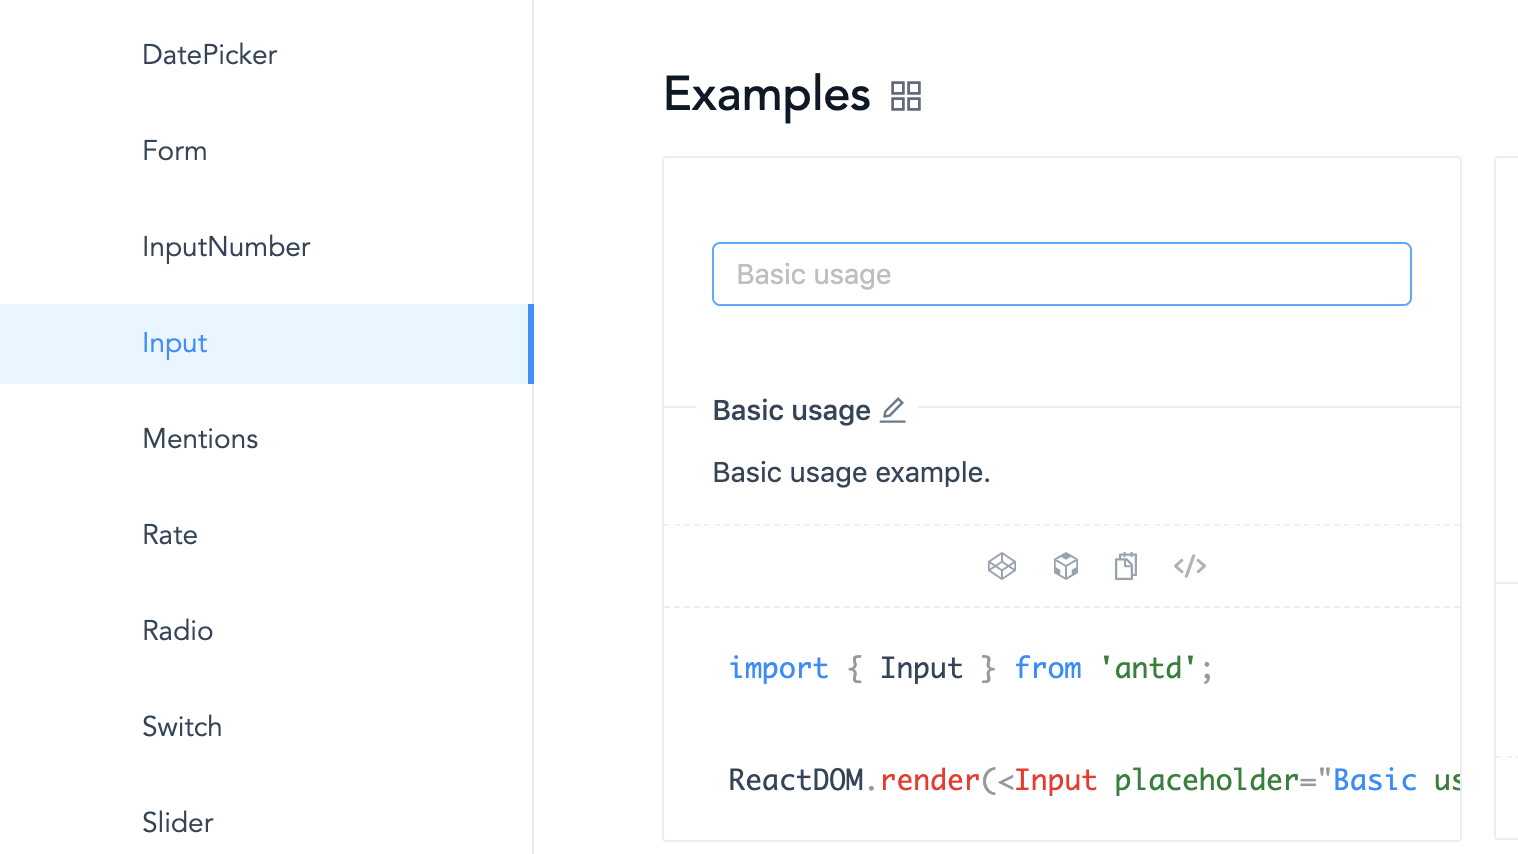 DatePicker
Form
InputNumber
Input
Mentions
Rate
Radio
Switch
Slider
Examples
Basic usage
Basic usage
Basic usage example.
</>
import { Input } from 'antd';
ReactDOM.render(<Input placeholder="Basic us